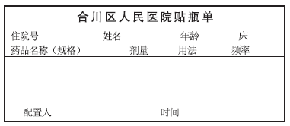 合川区人民医院贴瓶单
住院号 姓名 年龄 床
药品名称（规格） 剂量 用法 频率
配置人 时间